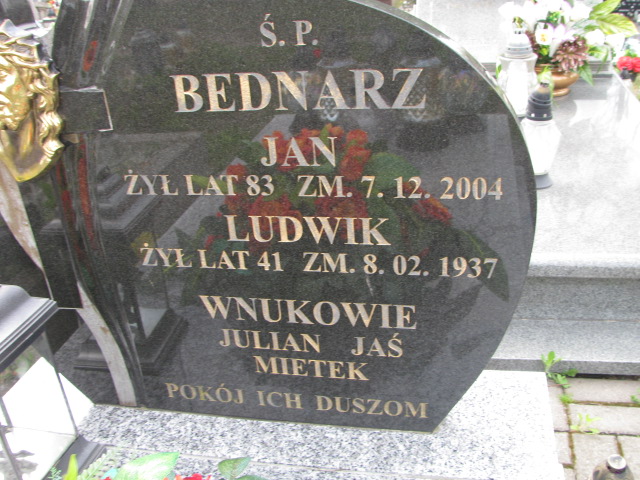 Ś. P.
BEDNARZ
JAN
ŻYŁ LAT 83 ZM. 7. 12. 2004
LUDWIK
ŻYŁ LAT 41 ZM. 8. 02. 1937
WNUKOWIE
JULIAN JAŚ
MIETEK
POKÓJ ICH DUSZOM